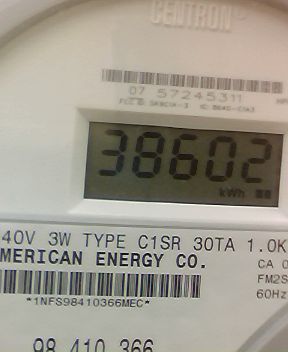 CENTRON
07 57245311
38602
kWh
40V 3W TYPE C1SR 30TA 1.0K
MERICAN ENERGY CO.
CA 0
FM2S
60Hz
*1NFS98410366MEC*
98 410 366